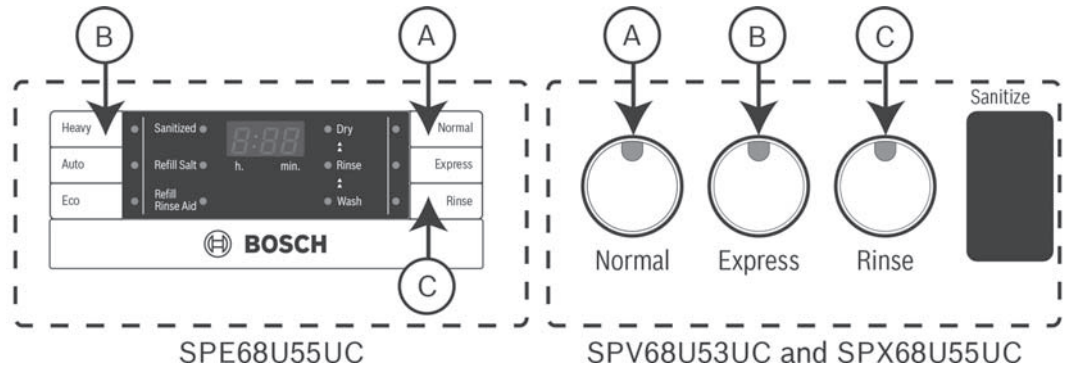 B
A
Heavy
Sanitized
8:88
Dry
Normal
Auto
Refill Salt
h. min.
Rinse
Express
Eco
Refill
Rinse Aid
Wash
Rinse
BOSCH
C
SPE68U55UC
A
B
C
Sanitize
Normal
Express
Rinse
SPV68U53UC and SPX68U55UC